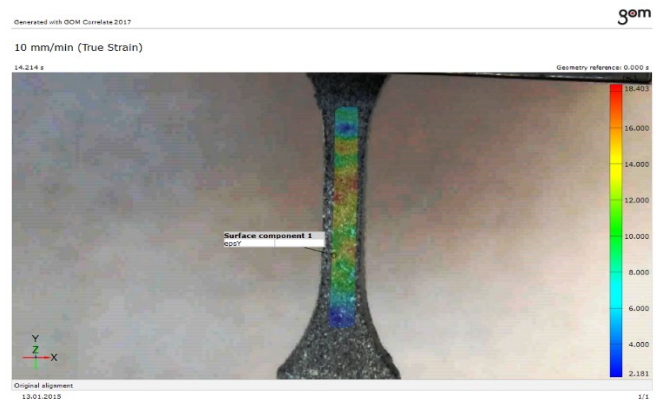 gom
Generated with GOM Correlate 2017
10 mm/min (True Strain)
14.214 s
Geometry reference: 0.000 s
18.403
16.000
14.000
12.000
10.000
8.000
6.000
4.000
2.181
Surface component 1
epsY
Y
Z
X
Original alignment
13.01.2015
1/1